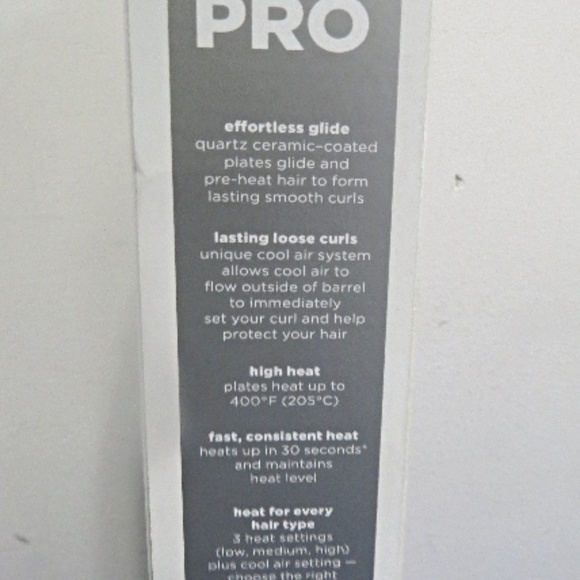 PRO
effortless glide
quartz ceramic-coated
plates glide and
pre-heat hair to form
lasting smooth curls
lasting loose curls
unique cool air system
allows cool air to
flow outside of barrel
to immediately
set your curl and help
protect your hair
high heat
plates heat up to
400°F (205°C)
fast, consistent heat
heats up in 30 seconds*
and maintains
heat level
heat for every
hair type
3 heat settings
(low, medium, high)
plus cool air setting —
choose the right